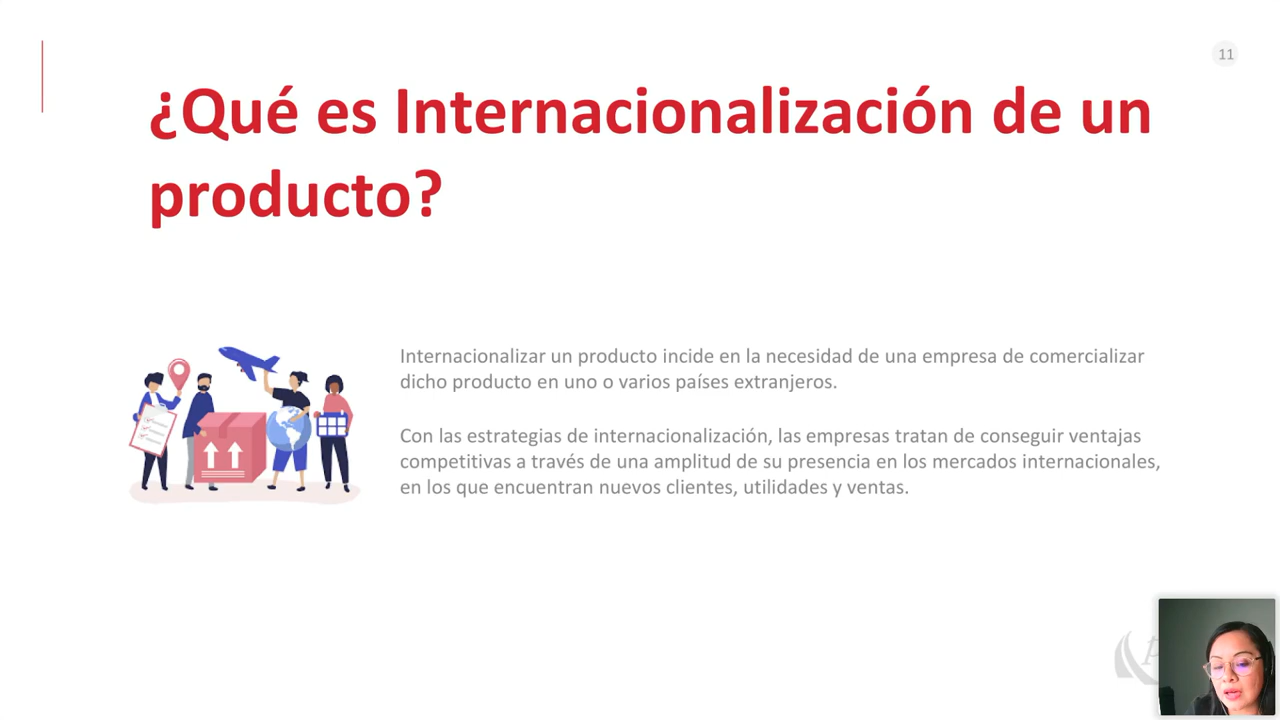 11
¿Qué es Internacionalización de un
producto?
Internacionalizar un producto incide en la necesidad de una empresa de comercializar
dicho producto en uno o varios países extranjeros.
Con las estrategias de internacionalización, las empresas tratan de conseguir ventajas
competitivas a través de una amplitud de su presencia en los mercados internacionales,
en los que encuentran nuevos clientes, utilidades y ventas.